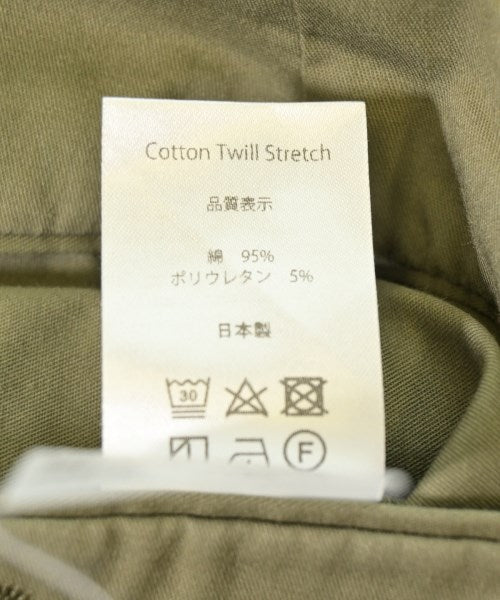 Cotton Twill Stretch
品質表示
綿 95%
ポリウレタン 5%
日本製
30
F